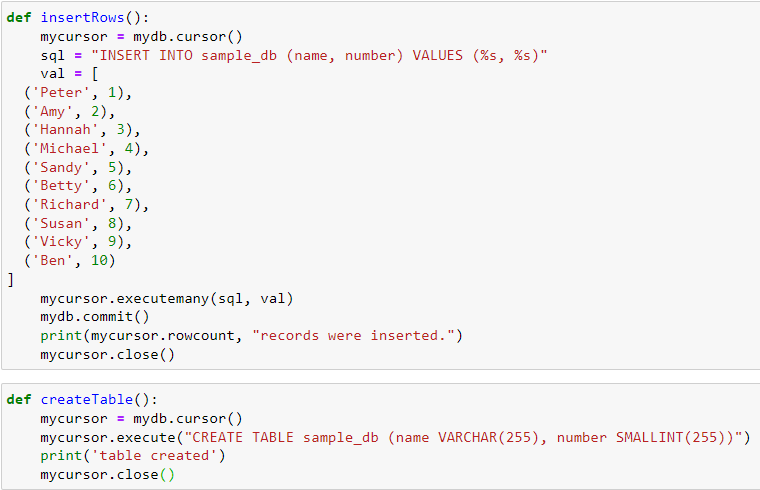 def insertRows():
    mycursor = mydb.cursor()
    sql = "INSERT INTO sample_db (name, number) VALUES (%s, %s)"
    val = [
  ('Peter', 1),
  ('Amy', 2),
  ('Hannah', 3),
  ('Michael', 4),
  ('Sandy', 5),
  ('Betty', 6),
  ('Richard', 7),
  ('Susan', 8),
  ('Vicky', 9),
  ('Ben', 10)
]
    mycursor.executemany(sql, val)
    mydb.commit()
    print(mycursor.rowcount, "records were inserted.")
    mycursor.close()
def createTable():
    mycursor = mydb.cursor()
    mycursor.execute("CREATE TABLE sample_db (name VARCHAR(255), number SMALLINT(255))")
    print('table created')
    mycursor.close()